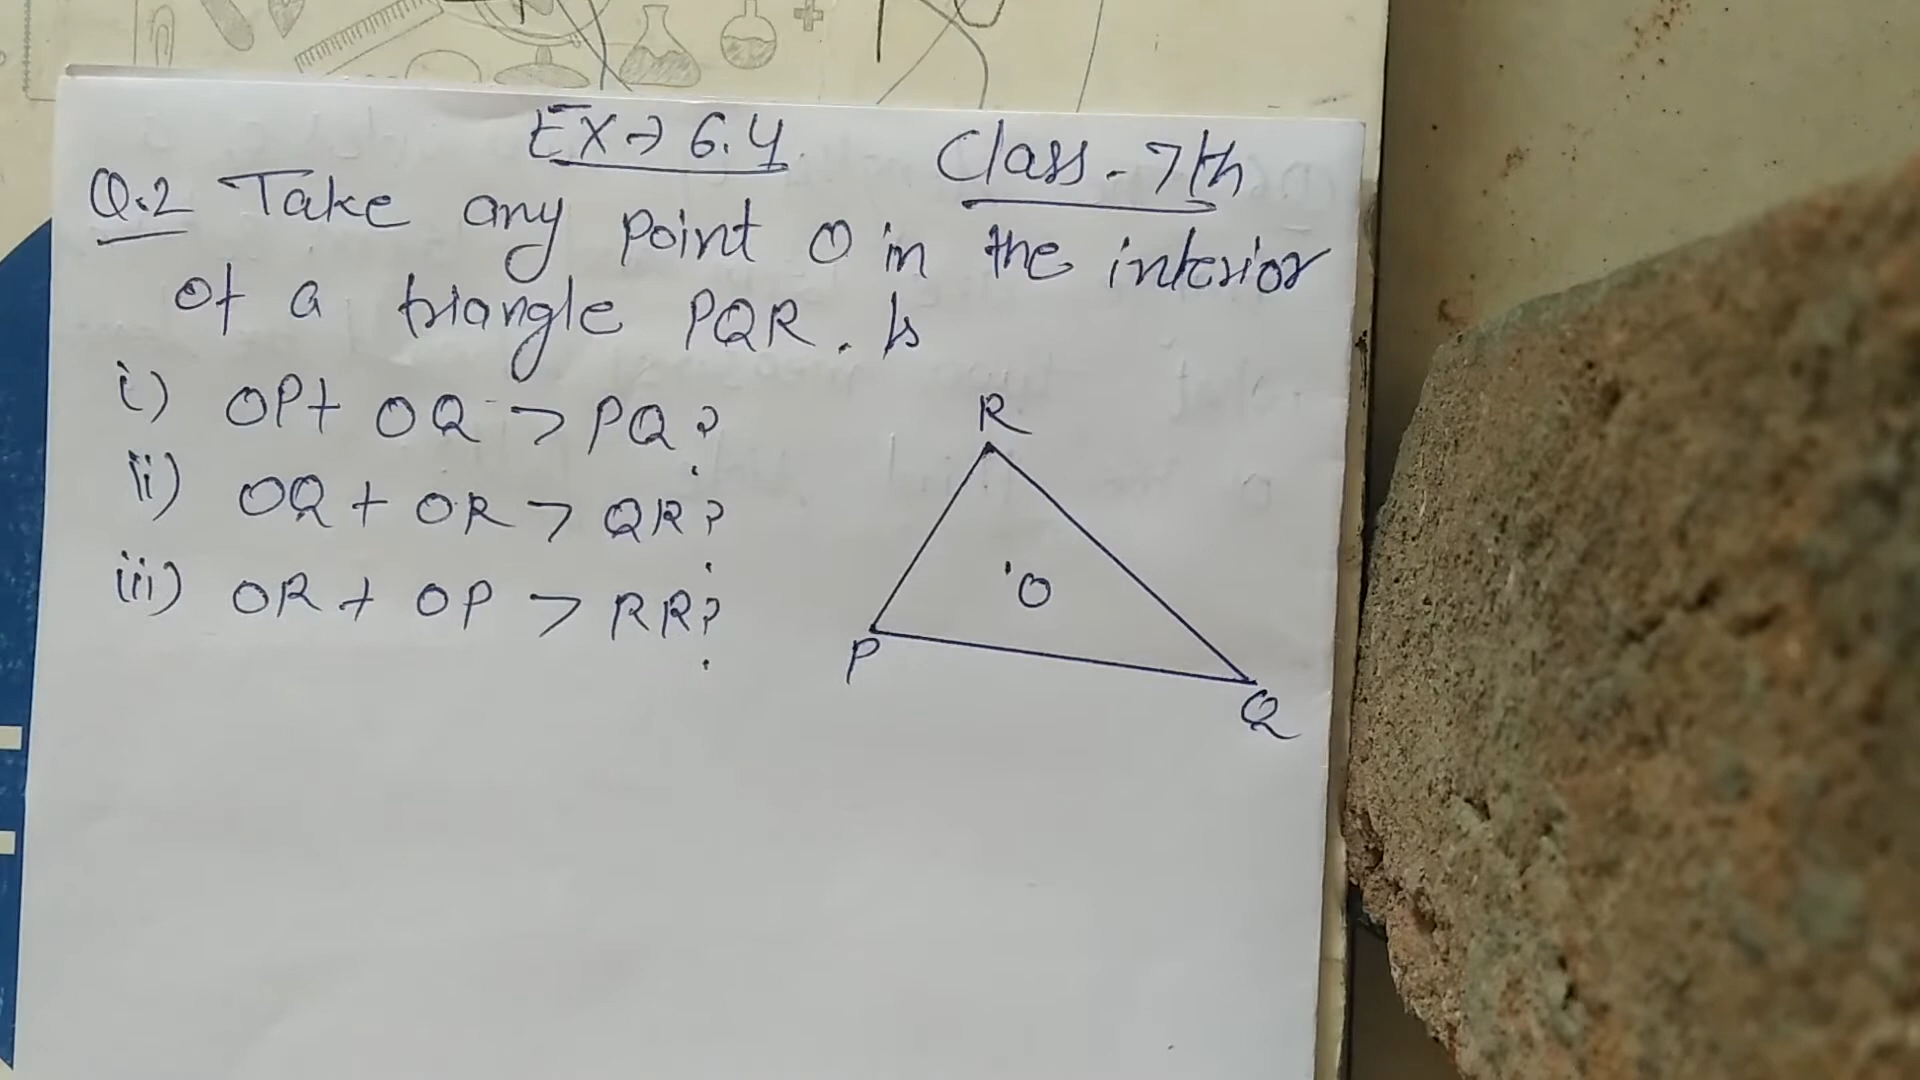 EX→ 6.4
Class.-7th
Q.2 Take any point O in the interior
of a triangle PQR. Is
i) OP+ OQ > PQ?
ii) OQ + OR > QR?
iii) OR + OP > RR?
R
O
P
Q